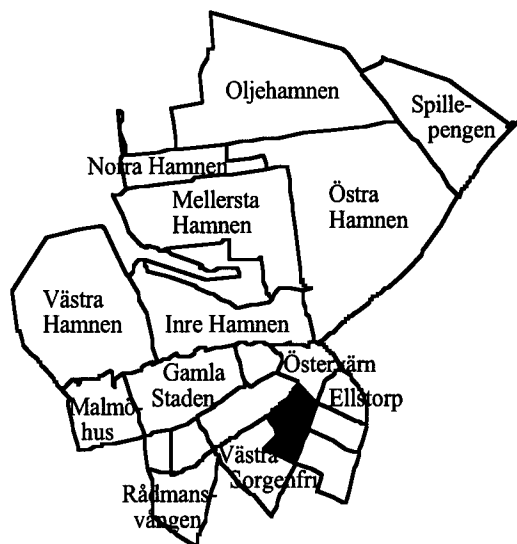 Oljehamnen
Spille-
pengen
Norra Hamnen
Mellersta
Hamnen
Östra
Hamnen
Västra
Hamnen
Inre Hamnen
Östervärn
Gamla
Staden
Ellstorp
Malmö-
hus
Västra
Sorgenfri
Rådmans-
vången